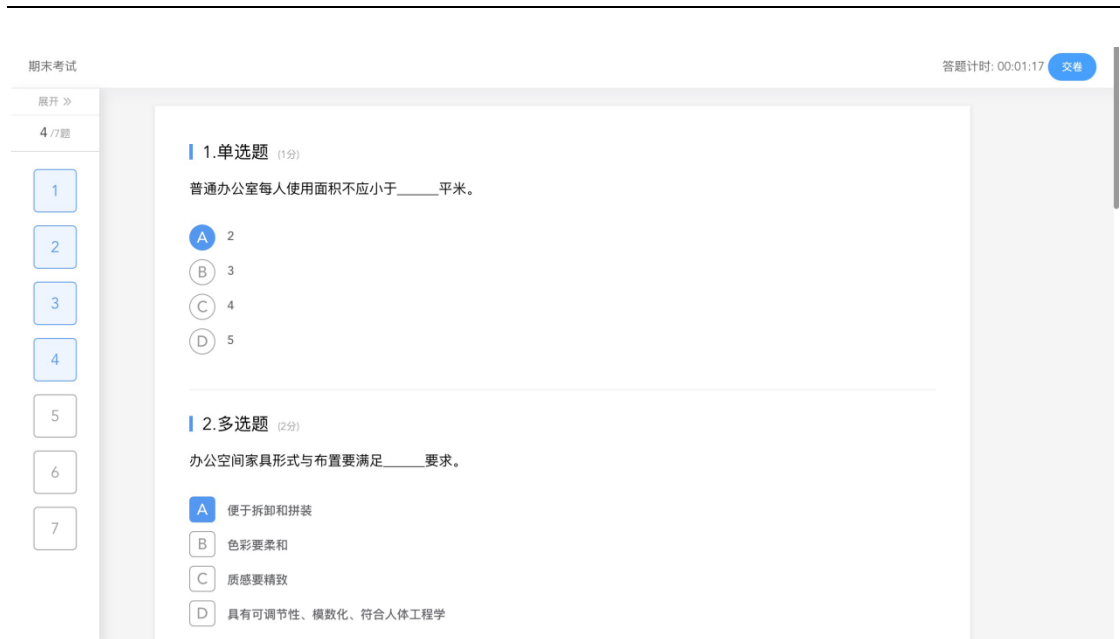 期末考试
答题计时: 00:01:17 交卷
展开 »
4 /7题
1
2
3
4
5
6
7
1.单选题 (1分)
普通办公室每人使用面积不应小于______平米。
A 2
B 3
C 4
D 5
2.多选题 (2分)
办公空间家具形式与布置要满足______要求。
A 便于拆卸和拼装
B 色彩要柔和
C 质感要精致
D 具有可调节性、模数化、符合人体工程学